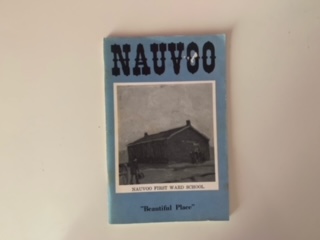 NAUVOO
NAUVOO FIRST WARD SCHOOL
"Beautiful Place"